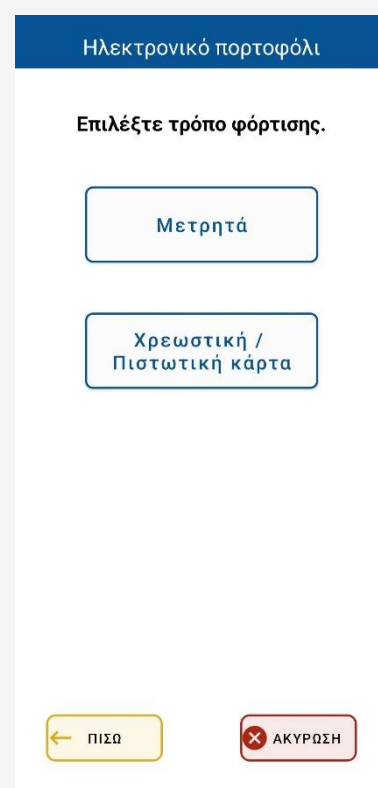 Ηλεκτρονικό πορτοφόλι
Επιλέξτε τρόπο φόρτισης.
Μετρητά
Χρεωστική /
Πιστωτική κάρτα
ΠΙΣΩ
ΑΚΥΡΩΣΗ